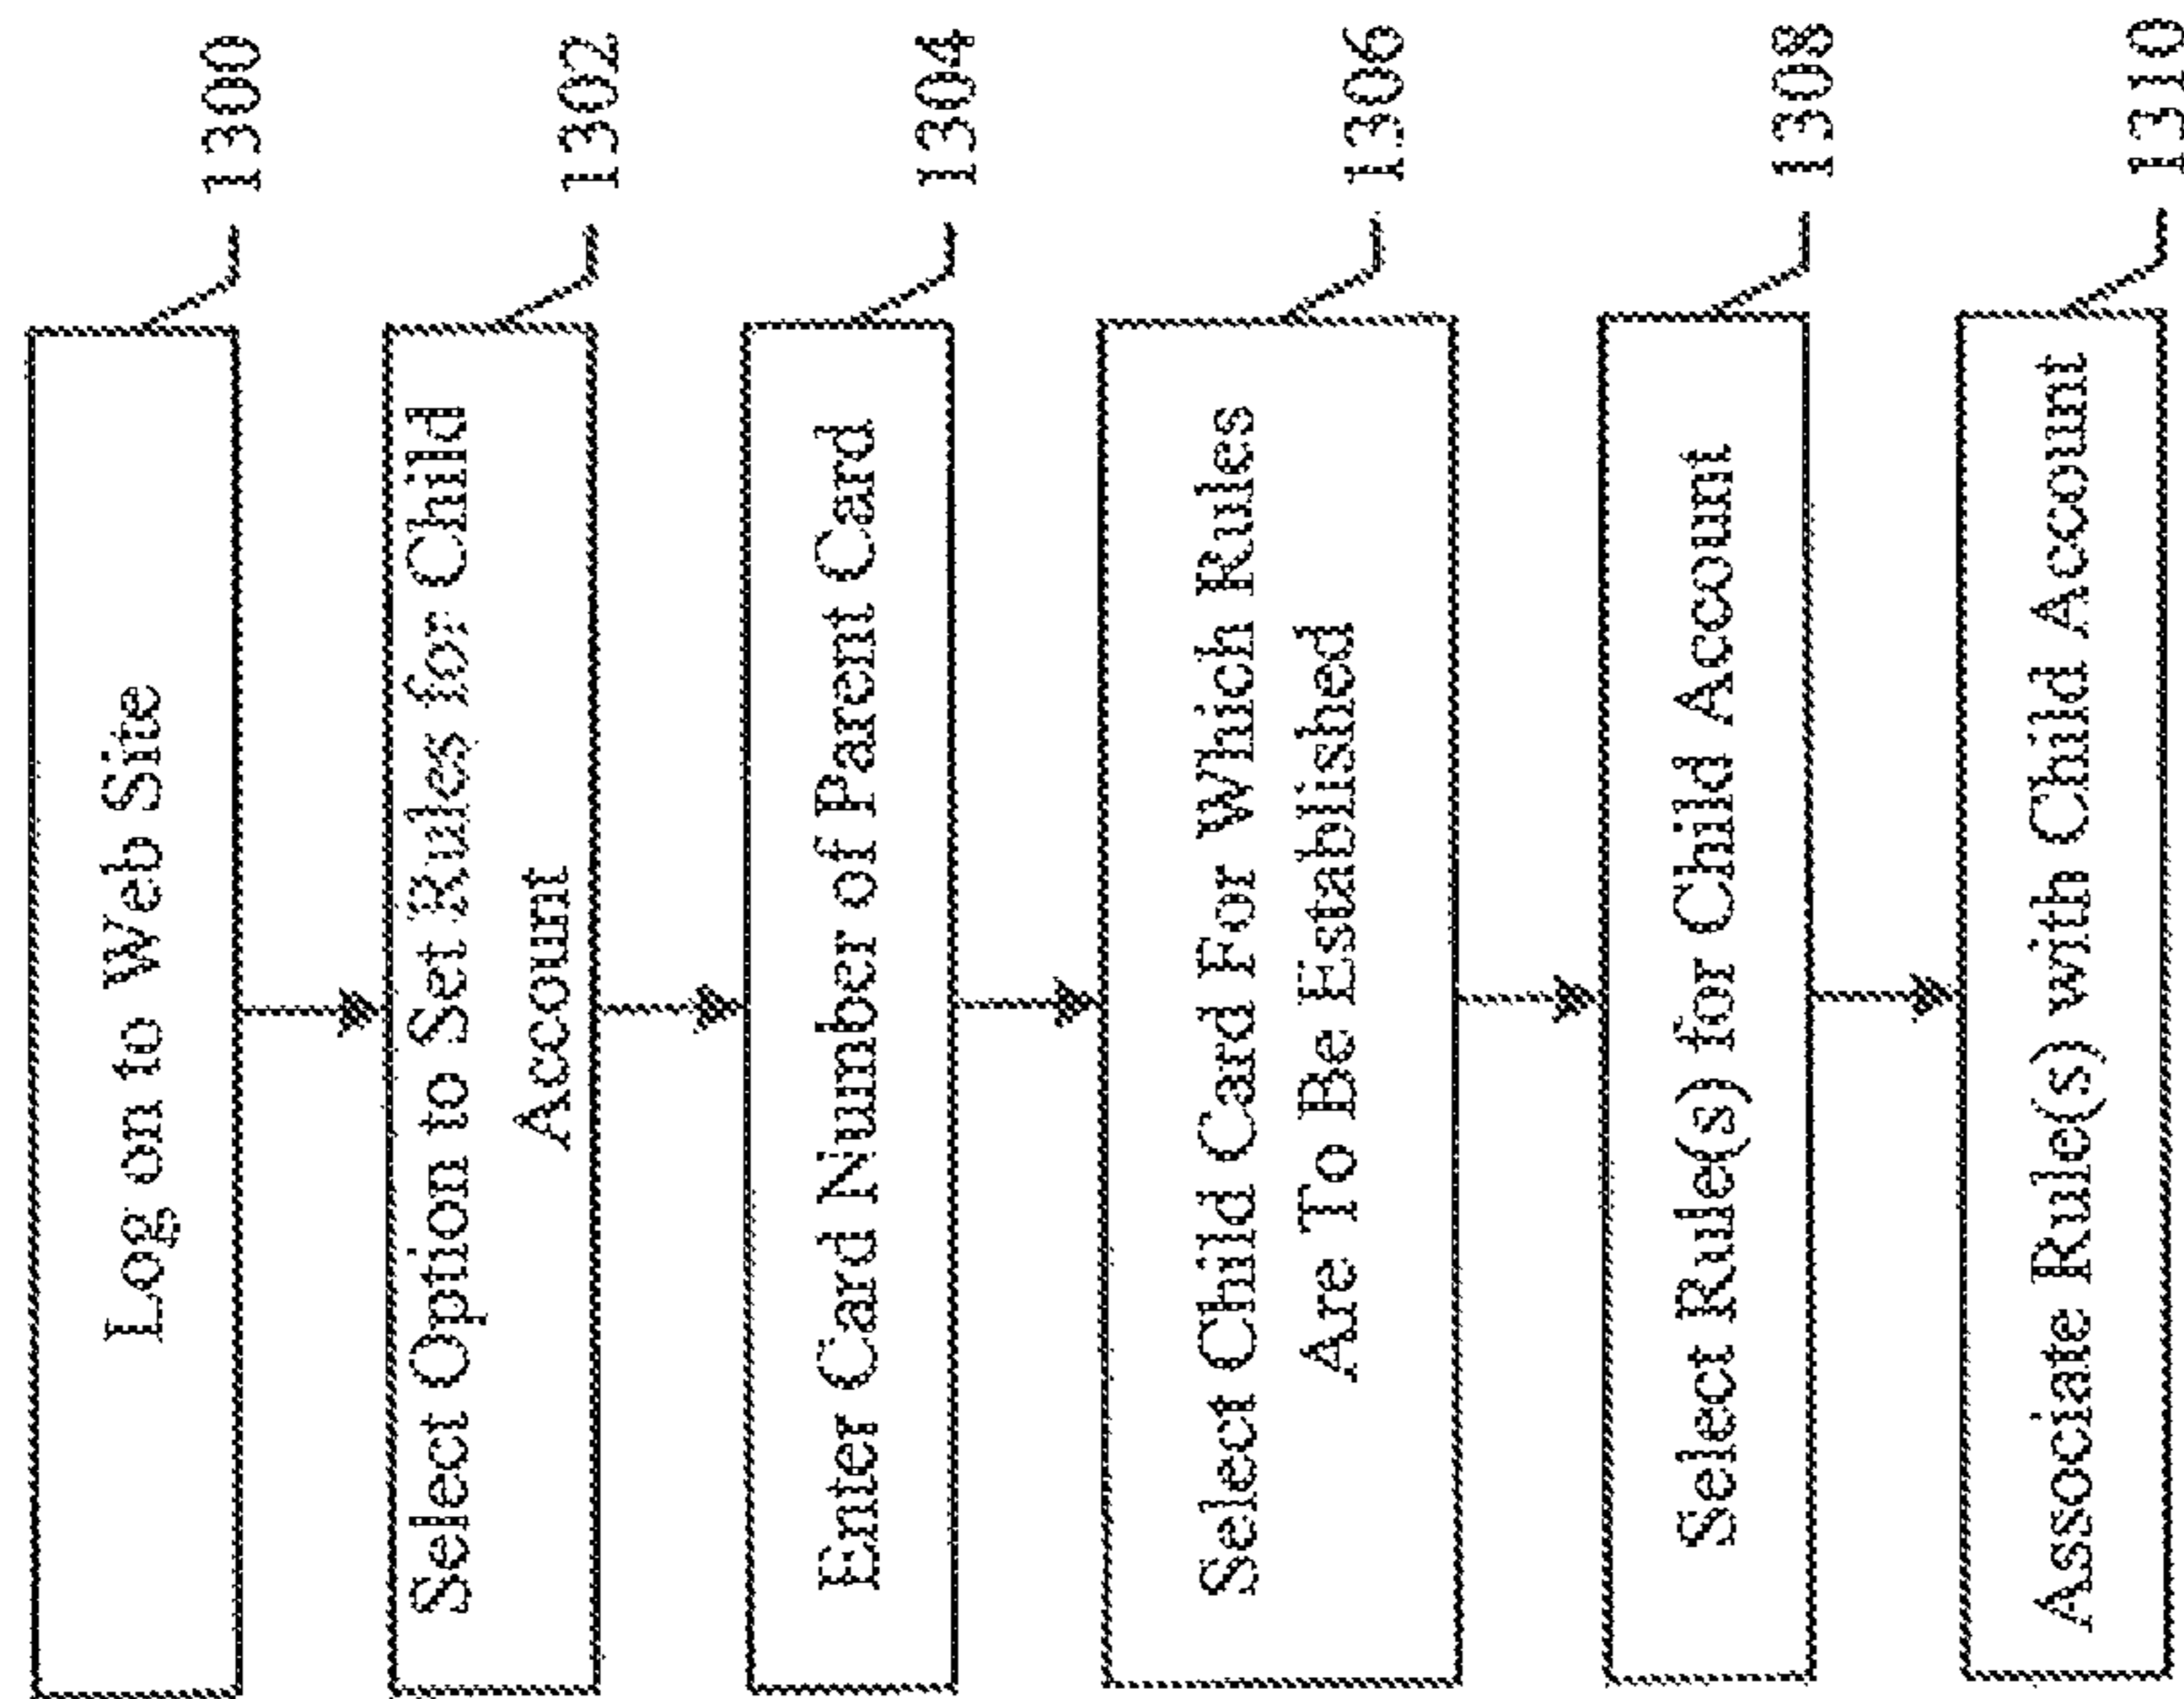 Log on to Web Site
1300
Select Option to Set Rules for Child
Account
1302
Enter Card Number of Parent Card
1304
Select Child Card For Which Rules
Are To Be Established
1306
Select Rule(s) for Child Account
1308
Associate Rule(s) with Child Account
1310